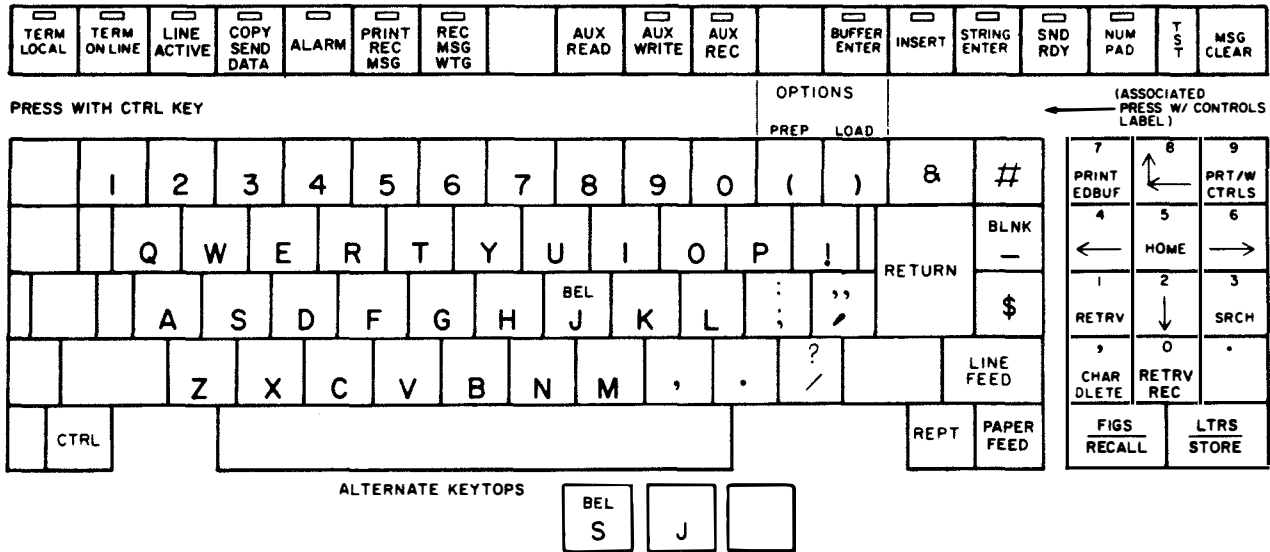 TERM LOCAL
TERM ON LINE
LINE ACTIVE
COPY SEND DATA
ALARM
PRINT REC MSG
REC MSG WTG
AUX READ
AUX WRITE
AUX REC
BUFFER ENTER
INSERT
STRING ENTER
SND RDY
NUM PAD
TST
MSG CLEAR
PRESS WITH CTRL KEY
OPTIONS
PREP LOAD
(ASSOCIATED
PRESS W/ CONTROLS
LABEL)
1 2 3 4 5 6 7 8 9 0 ( ) & #
Q W E R T Y U I O P ! RETURN BLNK —
A S D F G H BEL J K L : ; ,, , $
Z X C V B N M , . ? / LINE FEED
CTRL REPT PAPER FEED
7 PRINT EDBUF
8
9 PRT/W CTRLS
4 ←
5 HOME
6 →
1 RETRV
2 ↓
3 SRCH
, CHAR DLETE
0 RETRV REC
.
FIGS RECALL
LTRS STORE
ALTERNATE KEYTOPS
BEL S
J